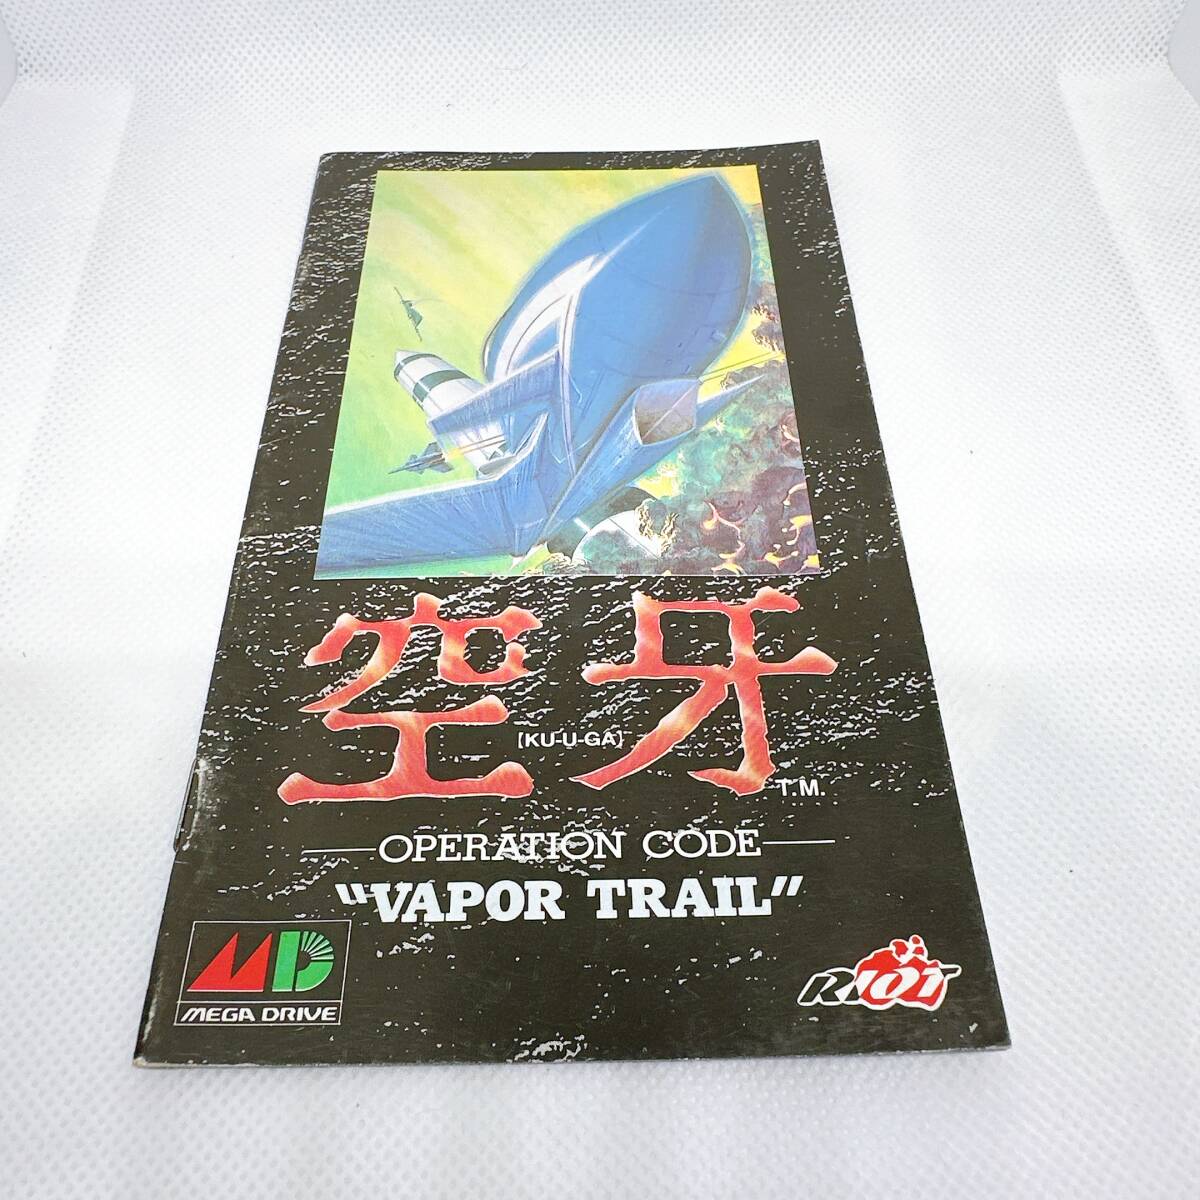 空牙
[KU-U-GA]
T.M.
OPERATION CODE
"VAPOR TRAIL"
MD
MEGA DRIVE
RIOT